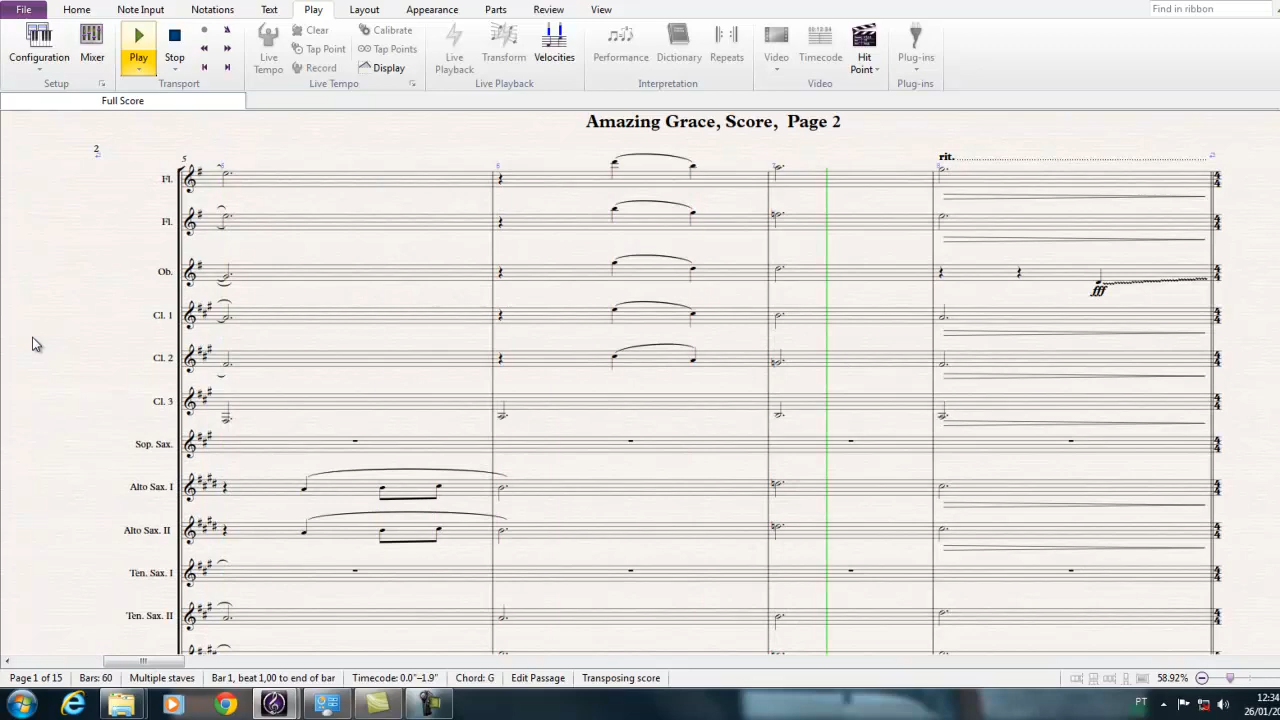 File Home Note Input Notations Text Play Layout Appearance Parts Review View Find in ribbon
Configuration Mixer Play Stop Live Tempo Clear Tap Point Record Calibrate Tap Points Display Live Playback Transform Velocities Performance Dictionary Repeats Video Timecode Hit Point Plug-ins
Setup Transport Live Tempo Live Playback Interpretation Video Plug-ins
Full Score
Amazing Grace, Score, Page 2
2
5
6
7
rit.
Fl.
Fl.
Ob.
fff
Cl. 1
Cl. 2
Cl. 3
Sop. Sax.
Alto Sax. I
Alto Sax. II
Ten. Sax. I
Ten. Sax. II
Page 1 of 15 Bars: 60 Multiple staves Bar 1, beat 1,00 to end of bar Timecode: 0.0"–1.9" Chord: G Edit Passage Transposing score 58.92%
PT 12:34
26/01/20